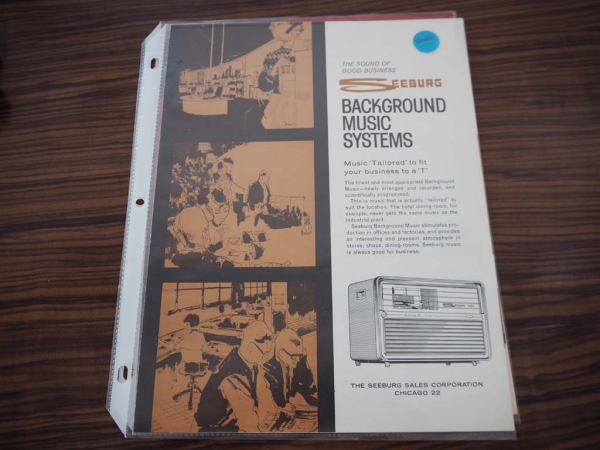 THE SOUND OF
GOOD BUSINESS
SEEBURG
BACKGROUND
MUSIC
SYSTEMS
Music 'Tailored' to fit
your business to a 'T'
The finest and most appropriate Background
Music—newly arranged and recorded, and
scientifically programmed.
This is music that is actually "tailored" to
suit the location. The hotel dining-room, for
example, never gets the same music as the
industrial plant.
Seeburg Background Music stimulates pro-
duction in offices and factories, and provides
an interesting and pleasant atmosphere in
stores, shops, dining-rooms. Seeburg music
is always good for business.
THE SEEBURG SALES CORPORATION
CHICAGO 22